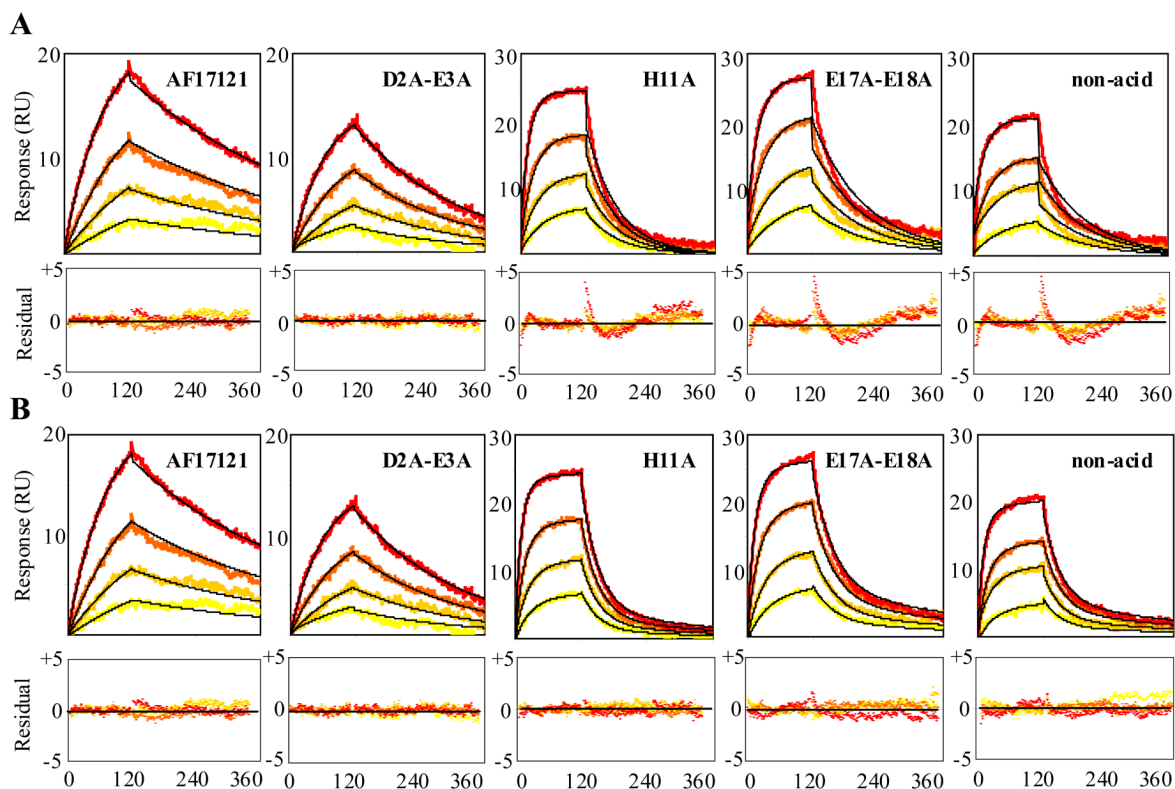 A
20 AF17121 20 D2A-E3A 30 H11A 30 E17A-E18A 30 non-acid
Response (RU)
20 20 20
10 10 10 10 10
0 0 0
+5 +5 +5 +5 +5
Residual
0 0 0 0 0
-5 -5 -5 -5 -5
0 120 240 360 0 120 240 360 0 120 240 360 0 120 240 360 0 120 240 360
B
20 AF17121 20 D2A-E3A 30 H11A 30 E17A-E18A 30 non-acid
Response (RU)
20 20 20
10 10 10 10 10
0 0 0
+5 +5 +5 +5 +5
Residual
0 0 0 0 0
-5 -5 -5 -5 -5
0 120 240 360 0 120 240 360 0 120 240 360 0 120 240 360 0 120 240 360